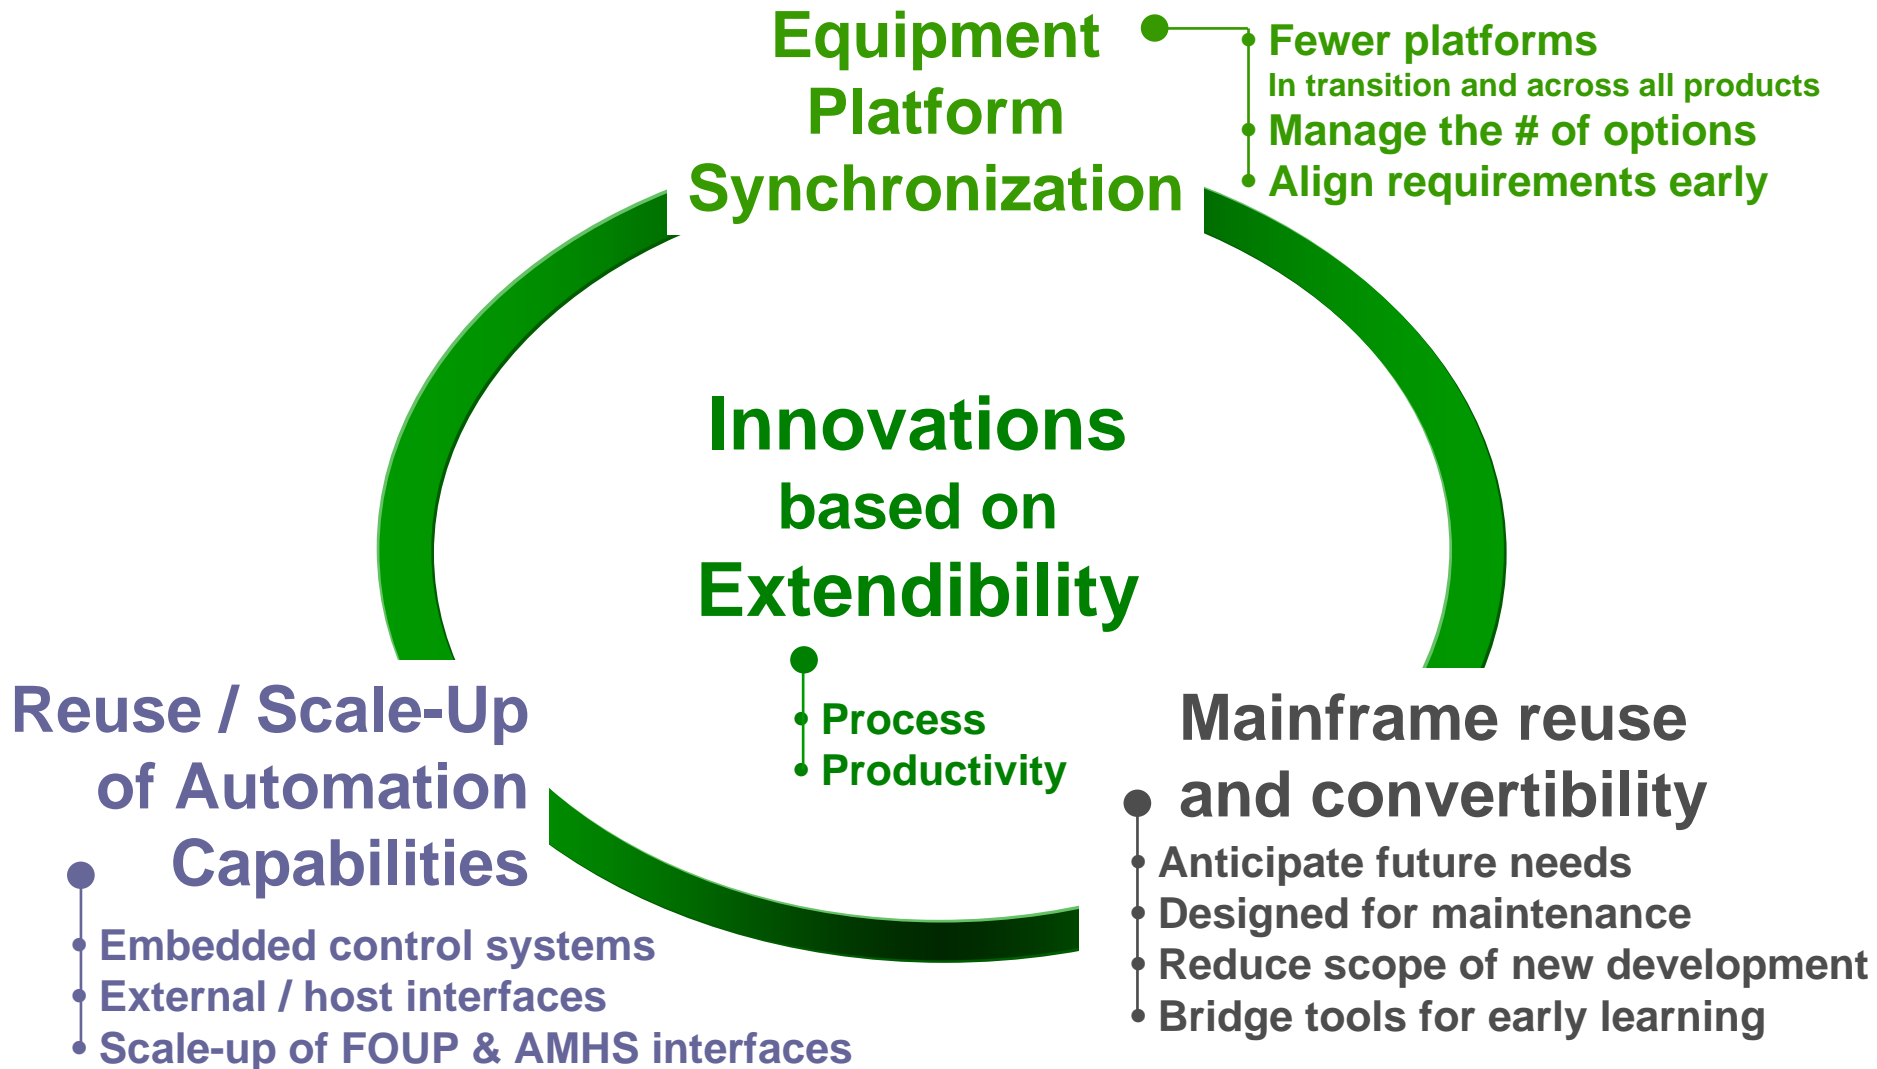 Equipment
Platform
Synchronization
Fewer platforms
In transition and across all products
Manage the # of options
Align requirements early
Innovations
based on
Extendibility
Process
Productivity
Reuse / Scale-Up
of Automation
Capabilities
Embedded control systems
External / host interfaces
Scale-up of FOUP & AMHS interfaces
Mainframe reuse
and convertibility
Anticipate future needs
Designed for maintenance
Reduce scope of new development
Bridge tools for early learning